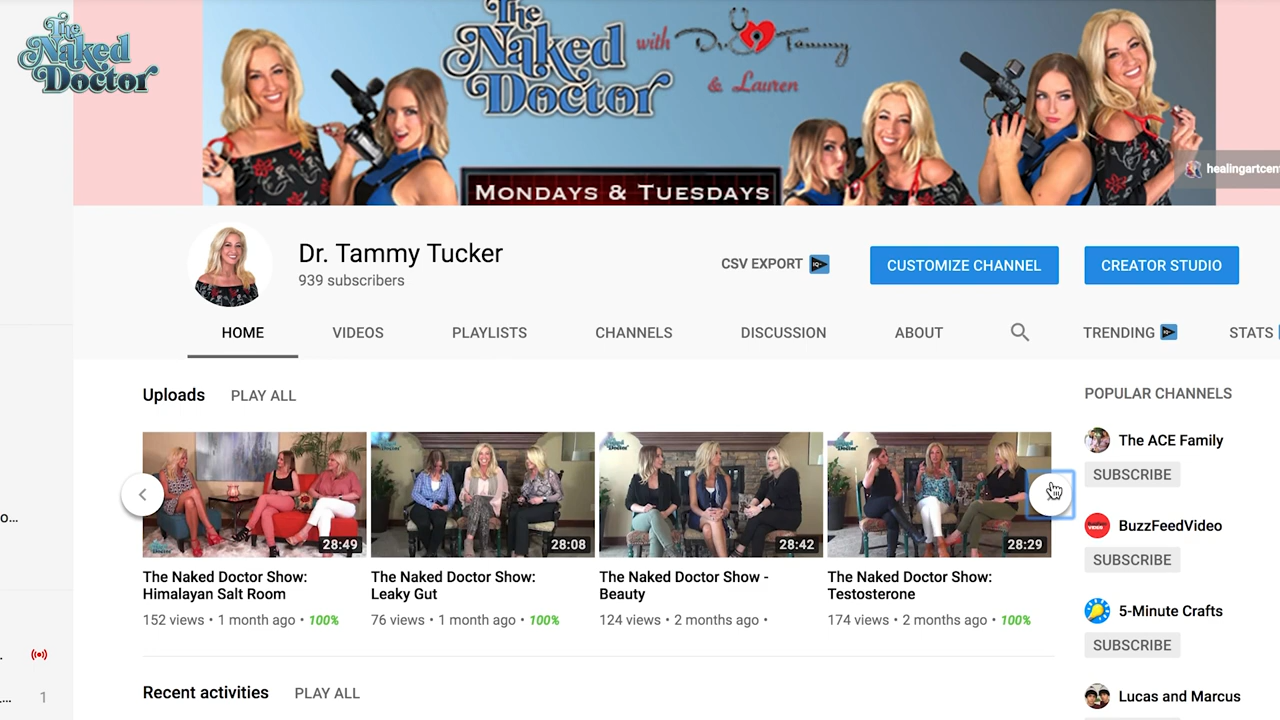 The
Naked
Doctor
The
Naked
Doctor
with Dr. Tammy
& Lauren
MONDAYS & TUESDAYS
healingartcen
Dr. Tammy Tucker
939 subscribers
CSV EXPORT IQ
CUSTOMIZE CHANNEL
CREATOR STUDIO
HOME VIDEOS PLAYLISTS CHANNELS DISCUSSION ABOUT TRENDING IQ STATS
Uploads PLAY ALL
28:49
28:08
Naked
Doctor
28:42
28:29
The Naked Doctor Show:
Himalayan Salt Room
152 views • 1 month ago • 100%
The Naked Doctor Show:
Leaky Gut
76 views • 1 month ago • 100%
The Naked Doctor Show -
Beauty
124 views • 2 months ago •
The Naked Doctor Show:
Testosterone
174 views • 2 months ago • 100%
POPULAR CHANNELS
The ACE Family
SUBSCRIBE
BuzzFeedVideo
SUBSCRIBE
5-Minute Crafts
SUBSCRIBE
Lucas and Marcus
o...
1
Recent activities PLAY ALL